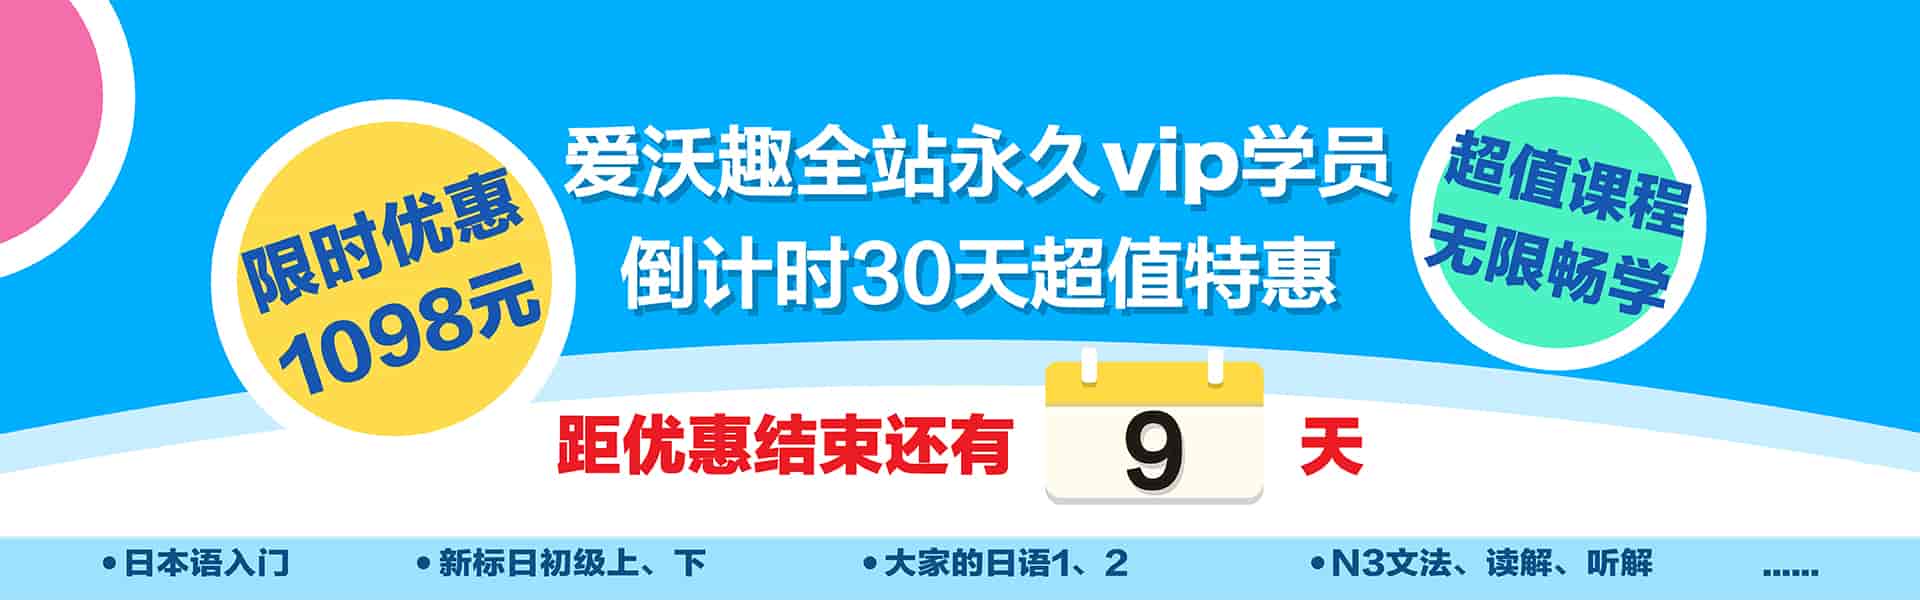 限时优惠
1098元
爱沃趣全站永久vip学员
倒计时30天超值特惠
超值课程
无限畅学
距优惠结束还有 9 天
•日本语入门 •新标日初级上、下 •大家的日语1、2 •N3文法、读解、听解 ......